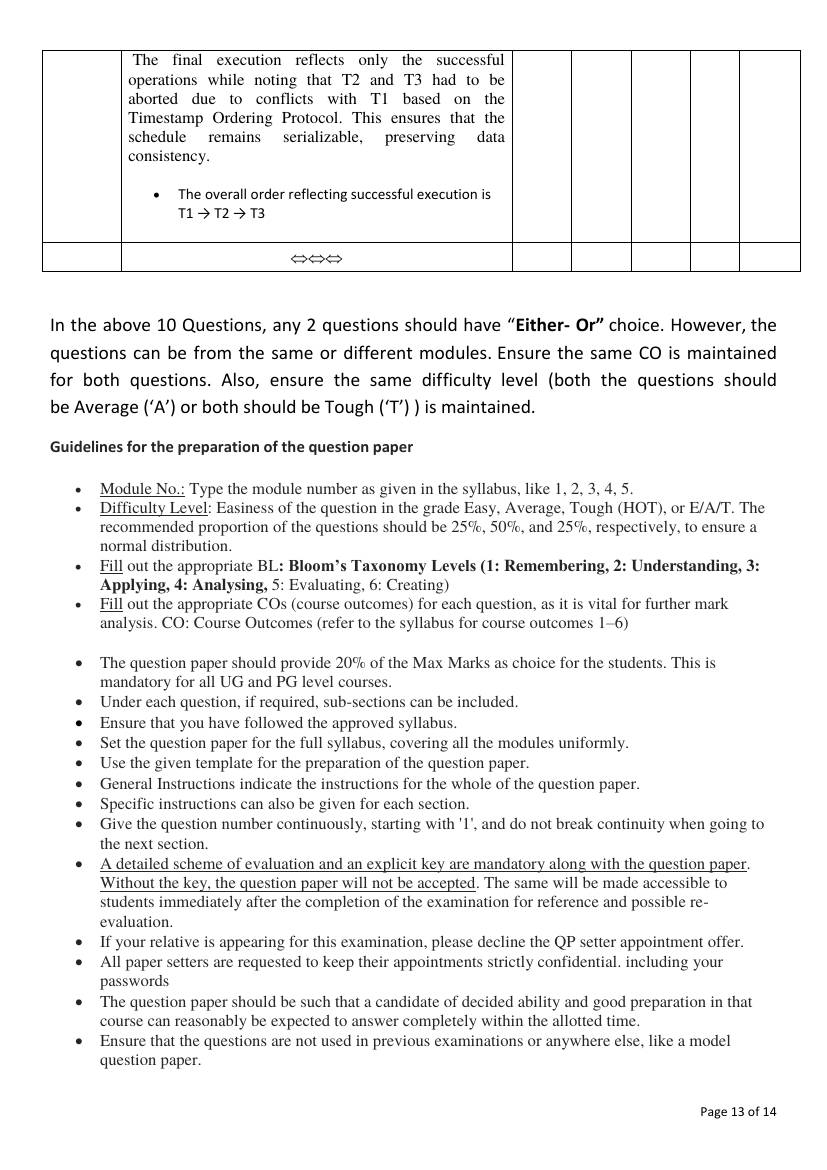 The final execution reflects only the successful
operations while noting that T2 and T3 had to be
aborted due to conflicts with T1 based on the
Timestamp Ordering Protocol. This ensures that the
schedule remains serializable, preserving data
consistency.
• The overall order reflecting successful execution is
T1 → T2 → T3
⇔⇔⇔
In the above 10 Questions, any 2 questions should have “Either- Or” choice. However, the
questions can be from the same or different modules. Ensure the same CO is maintained
for both questions. Also, ensure the same difficulty level (both the questions should
be Average (‘A’) or both should be Tough (‘T’) ) is maintained.
Guidelines for the preparation of the question paper
• Module No.: Type the module number as given in the syllabus, like 1, 2, 3, 4, 5.
• Difficulty Level: Easiness of the question in the grade Easy, Average, Tough (HOT), or E/A/T. The
recommended proportion of the questions should be 25%, 50%, and 25%, respectively, to ensure a
normal distribution.
• Fill out the appropriate BL: Bloom’s Taxonomy Levels (1: Remembering, 2: Understanding, 3:
Applying, 4: Analysing, 5: Evaluating, 6: Creating)
• Fill out the appropriate COs (course outcomes) for each question, as it is vital for further mark
analysis. CO: Course Outcomes (refer to the syllabus for course outcomes 1–6)
• The question paper should provide 20% of the Max Marks as choice for the students. This is
mandatory for all UG and PG level courses.
• Under each question, if required, sub-sections can be included.
• Ensure that you have followed the approved syllabus.
• Set the question paper for the full syllabus, covering all the modules uniformly.
• Use the given template for the preparation of the question paper.
• General Instructions indicate the instructions for the whole of the question paper.
• Specific instructions can also be given for each section.
• Give the question number continuously, starting with '1', and do not break continuity when going to
the next section.
• A detailed scheme of evaluation and an explicit key are mandatory along with the question paper.
Without the key, the question paper will not be accepted. The same will be made accessible to
students immediately after the completion of the examination for reference and possible re-
evaluation.
• If your relative is appearing for this examination, please decline the QP setter appointment offer.
• All paper setters are requested to keep their appointments strictly confidential. including your
passwords
• The question paper should be such that a candidate of decided ability and good preparation in that
course can reasonably be expected to answer completely within the allotted time.
• Ensure that the questions are not used in previous examinations or anywhere else, like a model
question paper.
Page 13 of 14